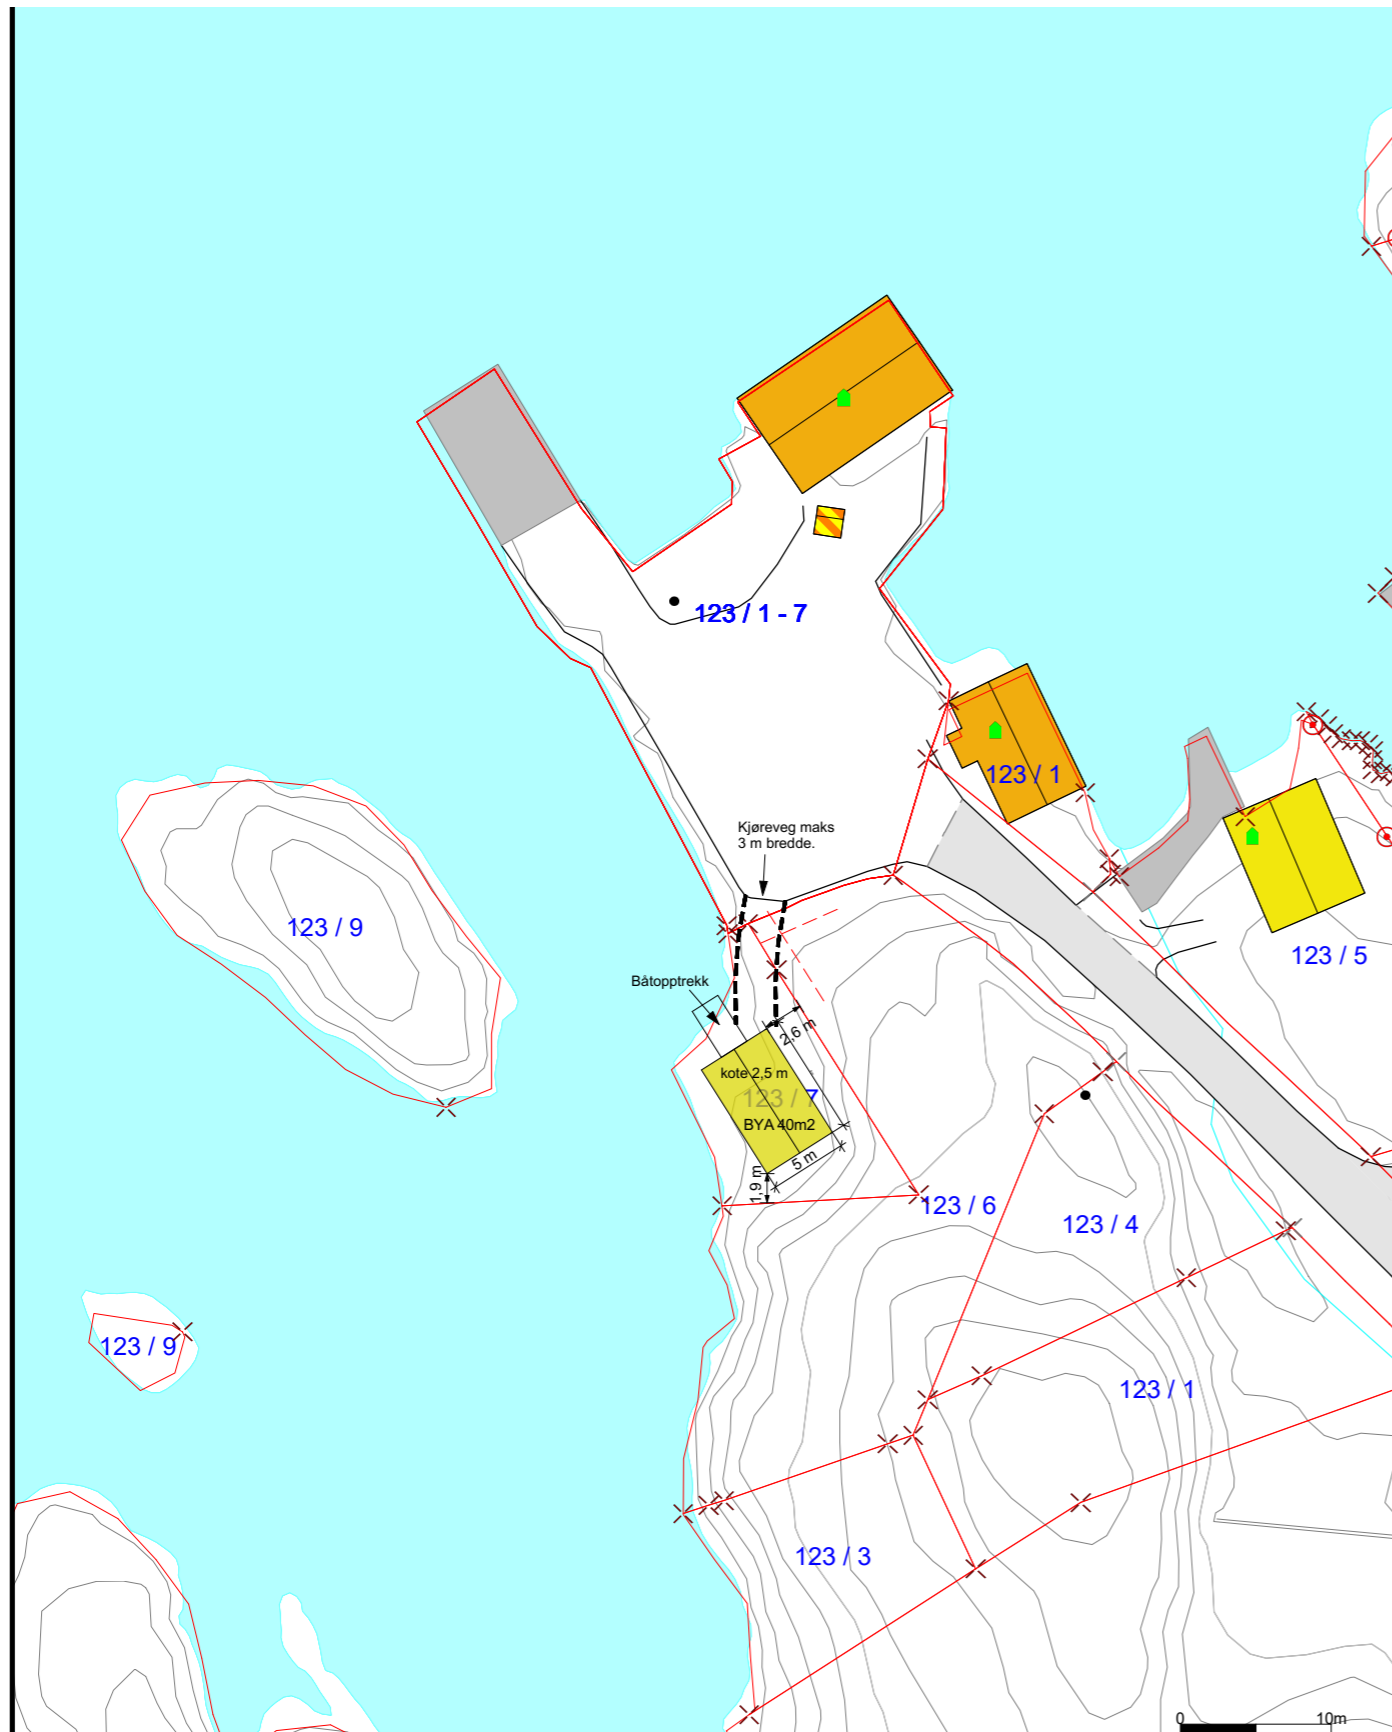 123 / 1 - 7
123 / 1
Kjøreveg maks
3 m bredde.
123 / 9
123 / 5
Båtopptrekk
2,6 m
kote 2,5 m
123 / 7
BYA 40m2
5 m
1,9 m
123 / 6
123 / 4
123 / 9
123 / 1
123 / 3
0 10m